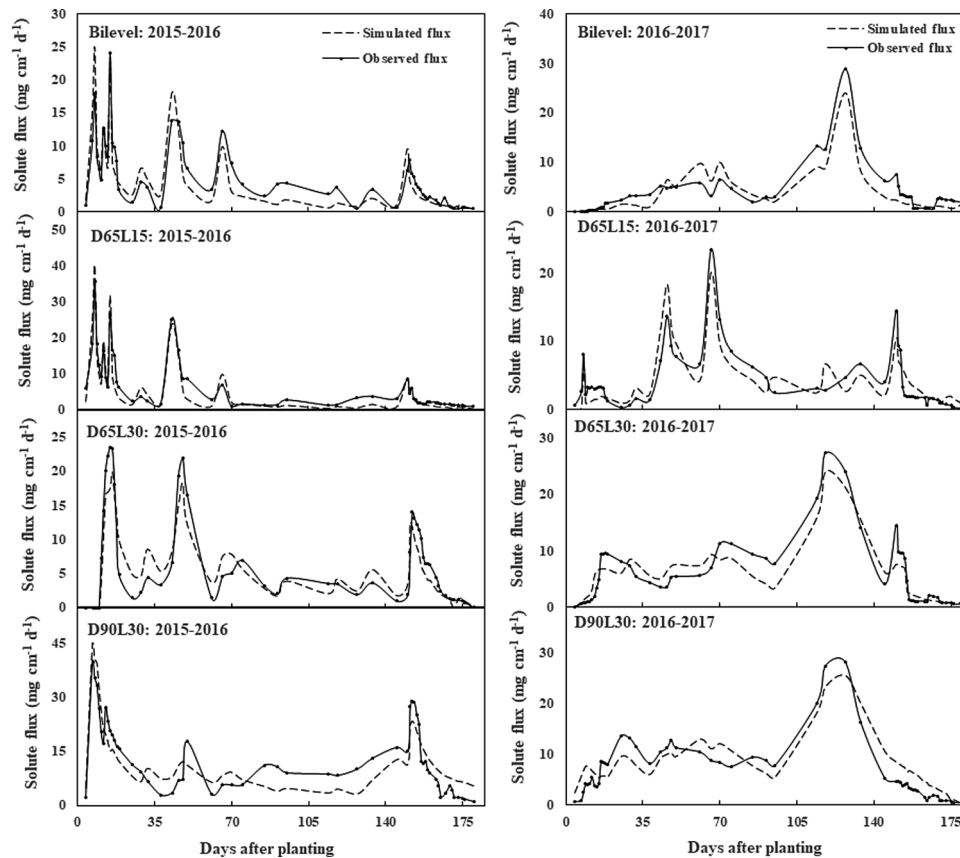 Bilevel: 2015-2016
Simulated flux
Observed flux
Solute flux (mg cm⁻¹ d⁻¹)
30
25
20
15
10
5
0
D65L15: 2015-2016
Solute flux (mg cm⁻¹ d⁻¹)
50
40
30
20
10
0
D65L30: 2015-2016
Solute flux (mg cm⁻¹ d⁻¹)
25
20
15
10
5
0
D90L30: 2015-2016
Solute flux (mg cm⁻¹ d⁻¹)
45
30
15
0
0 35 70 105 140 175
Days after planting
Bilevel: 2016-2017
Simulated flux
Observed flux
Solute flux (mg cm⁻¹ d⁻¹)
40
30
20
10
0
D65L15: 2016-2017
Solute flux (mg cm⁻¹ d⁻¹)
20
10
0
D65L30: 2016-2017
Solute flux (mg cm⁻¹ d⁻¹)
30
20
10
0
D90L30: 2016-2017
Solute flux (mg cm⁻¹ d⁻¹)
30
20
10
0
0 35 70 105 140 175
Days after planting